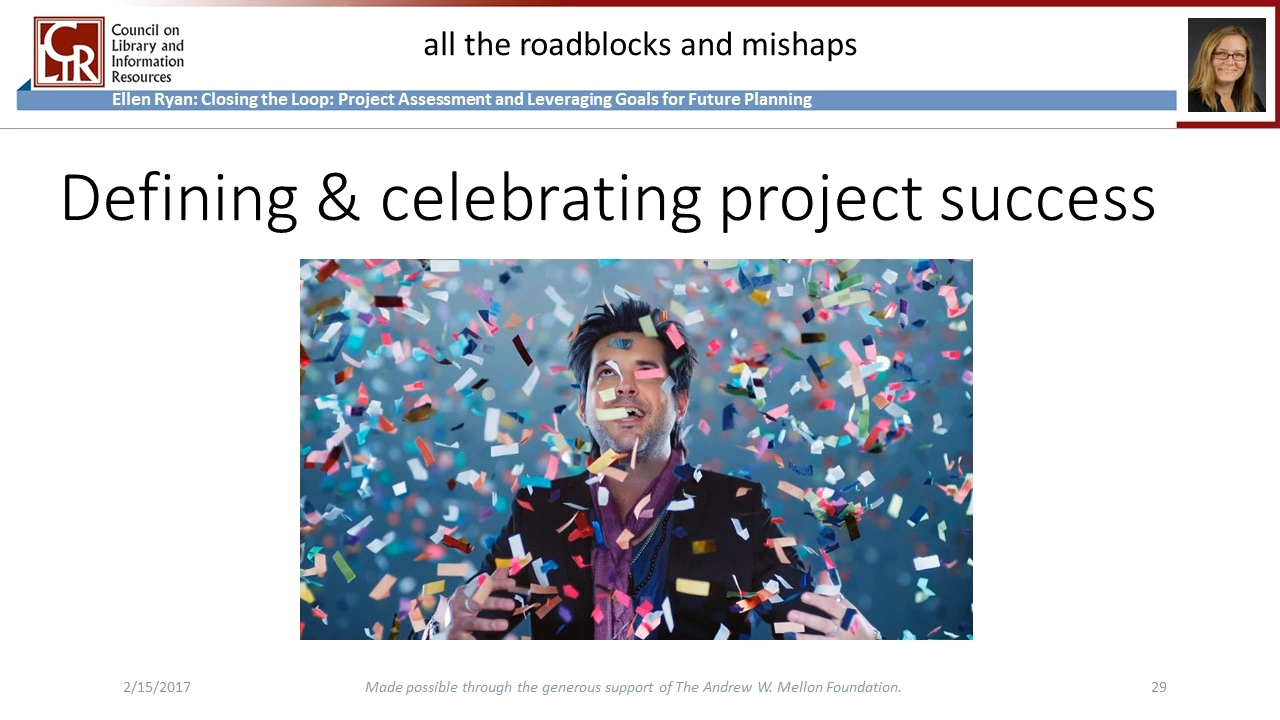 CLIR
Council on
Library and
Information
Resources
all the roadblocks and mishaps
Ellen Ryan: Closing the Loop: Project Assessment and Leveraging Goals for Future Planning
Defining & celebrating project success
2/15/2017
Made possible through the generous support of The Andrew W. Mellon Foundation.
29